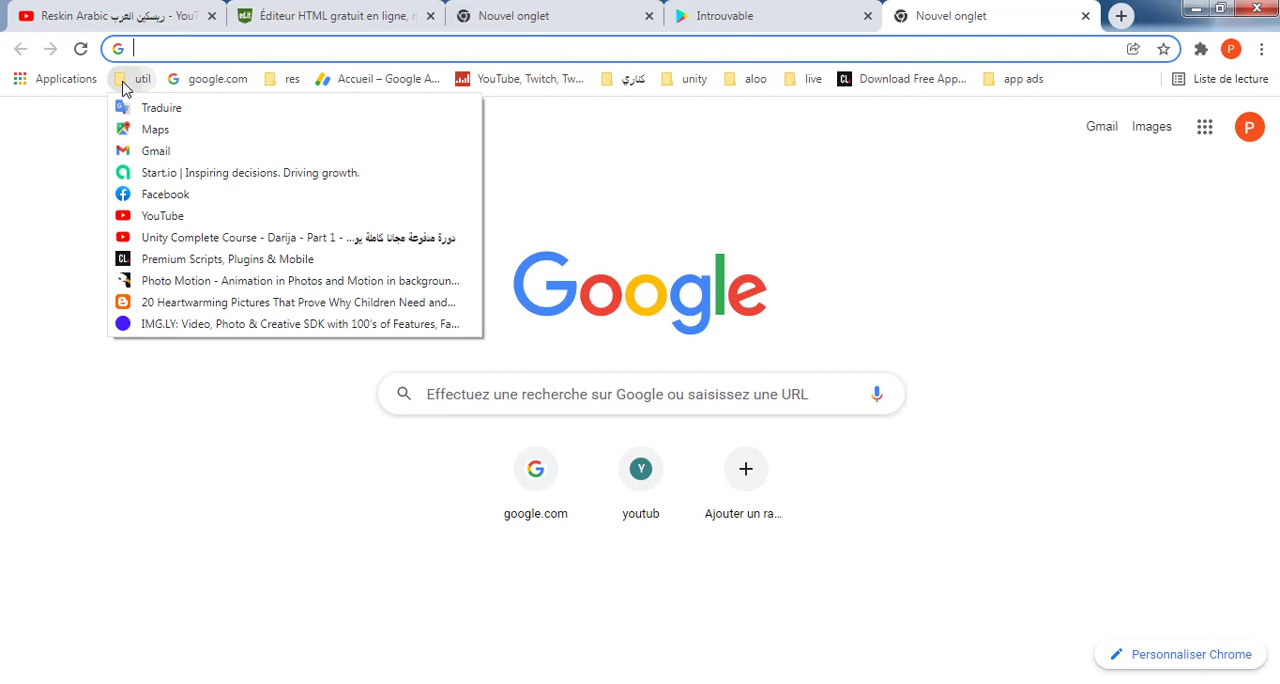 Reskin Arabic ريسكين العرب - YouT
Éditeur HTML gratuit en ligne, n
Nouvel onglet
Introuvable
Nouvel onglet
P
Applications
util
google.com
res
Accueil – Google A...
YouTube, Twitch, Tw...
كناري
unity
aloo
live
CL
Download Free App...
app ads
Liste de lecture
Traduire
Maps
Gmail
Start.io | Inspiring decisions. Driving growth.
Facebook
YouTube
Unity Complete Course - Darija - Part 1 - دورة مدفوعة مجانا كاملة يو...
CL Premium Scripts, Plugins & Mobile
Photo Motion - Animation in Photos and Motion in backgroun...
20 Heartwarming Pictures That Prove Why Children Need and...
IMG.LY: Video, Photo & Creative SDK with 100's of Features, Fa...
Gmail
Images
P
Google
Effectuez une recherche sur Google ou saisissez une URL
Y
google.com
youtub
Ajouter un ra...
Personnaliser Chrome